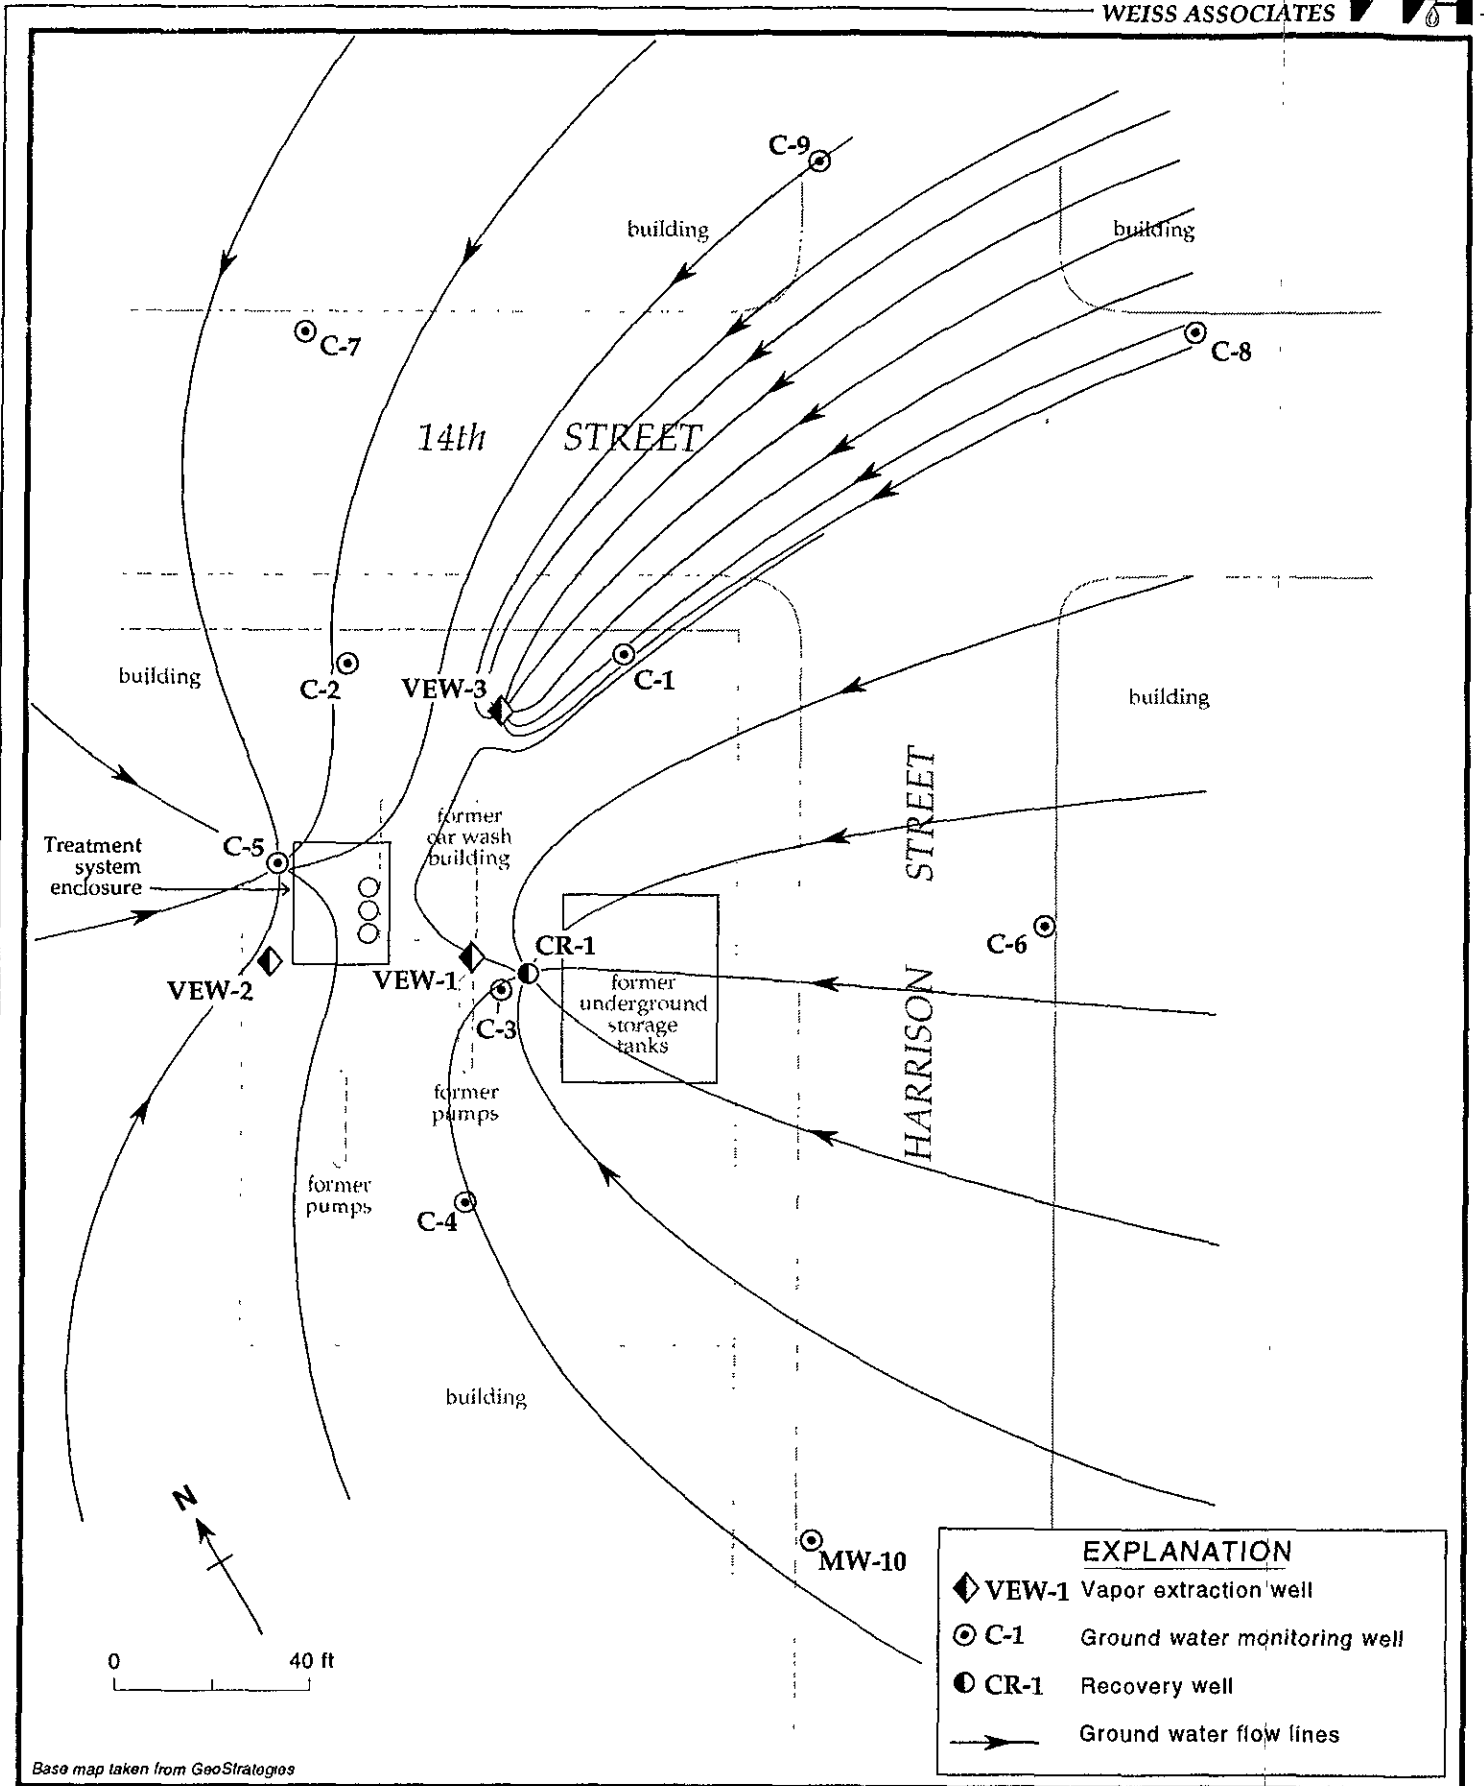 WEISS ASSOCIATES
C-9
building
building
C-7
C-8
14th STREET
building
C-2
VEW-3
C-1
building
former
car wash
building
C-5
Treatment
system
enclosure
STREET
CR-1
C-6
VEW-1
VEW-2
former
underground
storage
tanks
C-3
HARRISON
former
pumps
former
pumps
C-4
building
N
MW-10
0 40 ft
EXPLANATION
VEW-1 Vapor extraction well
C-1 Ground water monitoring well
CR-1 Recovery well
Ground water flow lines
Base map taken from GeoStrategies